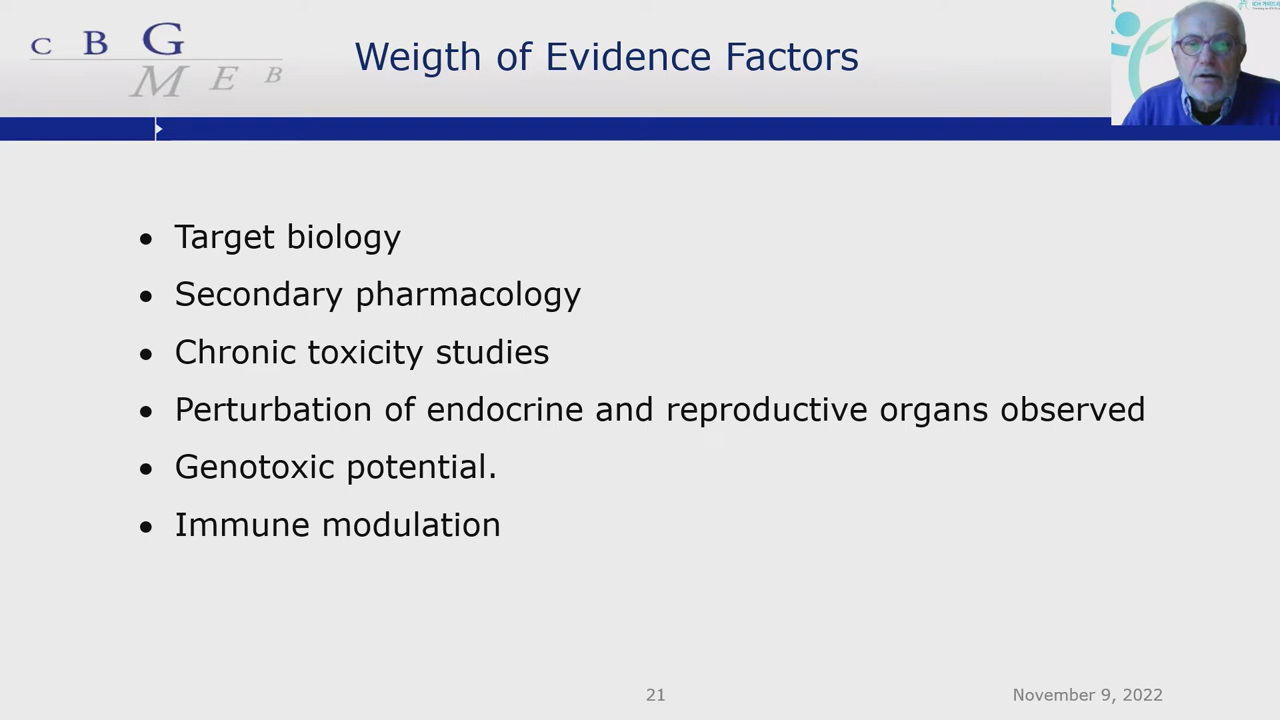 C B G
M E B
Weigth of Evidence Factors
• Target biology
• Secondary pharmacology
• Chronic toxicity studies
• Perturbation of endocrine and reproductive organs observed
• Genotoxic potential.
• Immune modulation
21
November 9, 2022